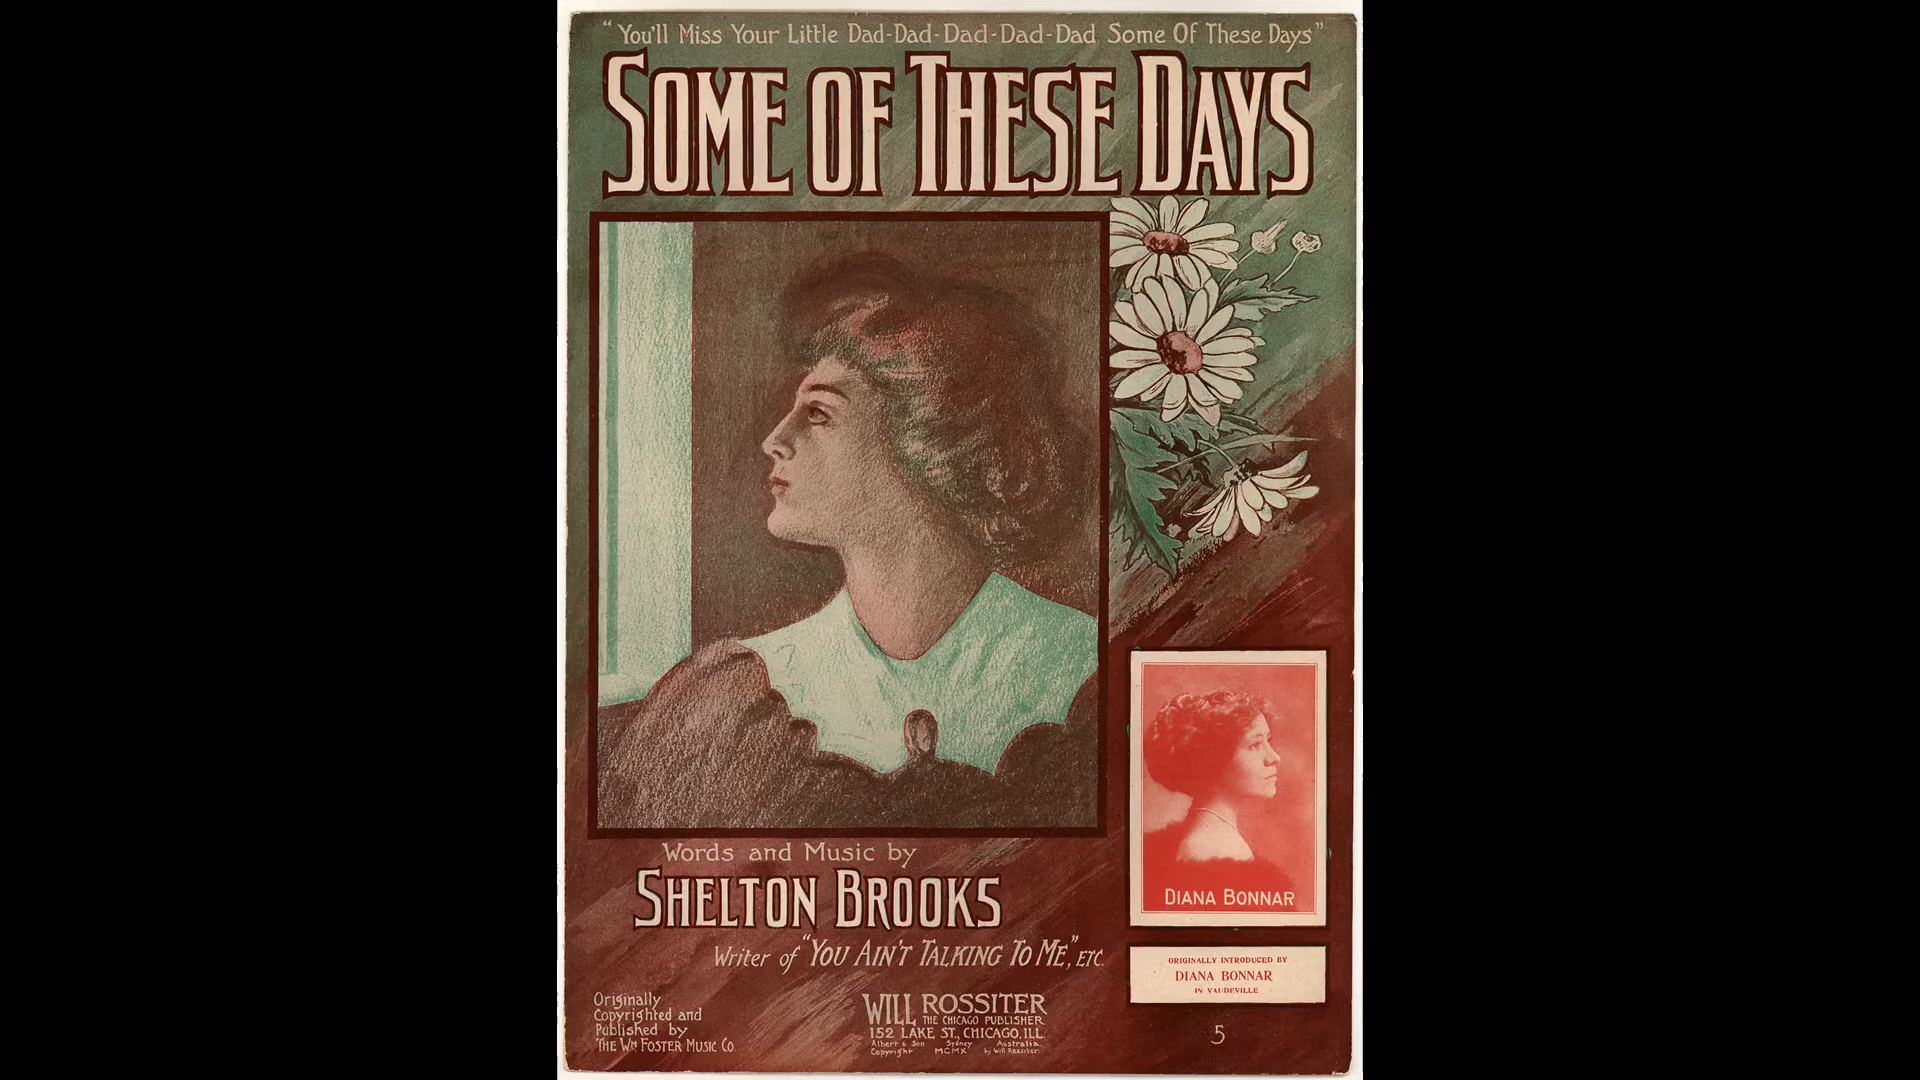 "You'll Miss Your Little Dad-Dad-Dad-Dad-Dad Some Of These Days"
SOME OF THESE DAYS
Words and Music by
SHELTON BROOKS
Writer of "YOU AIN'T TALKING TO ME," ETC.
DIANA BONNAR
ORIGINALLY INTRODUCED BY
DIANA BONNAR
IN VAUDEVILLE
Originally
Copyrighted and
Published by
THE WM FOSTER MUSIC CO.
WILL ROSSITER
THE CHICAGO PUBLISHER
152 LAKE ST., CHICAGO, ILL.
Albert & Son Sydney Australia.
Copyright MCMX by Will Rossiter.
5